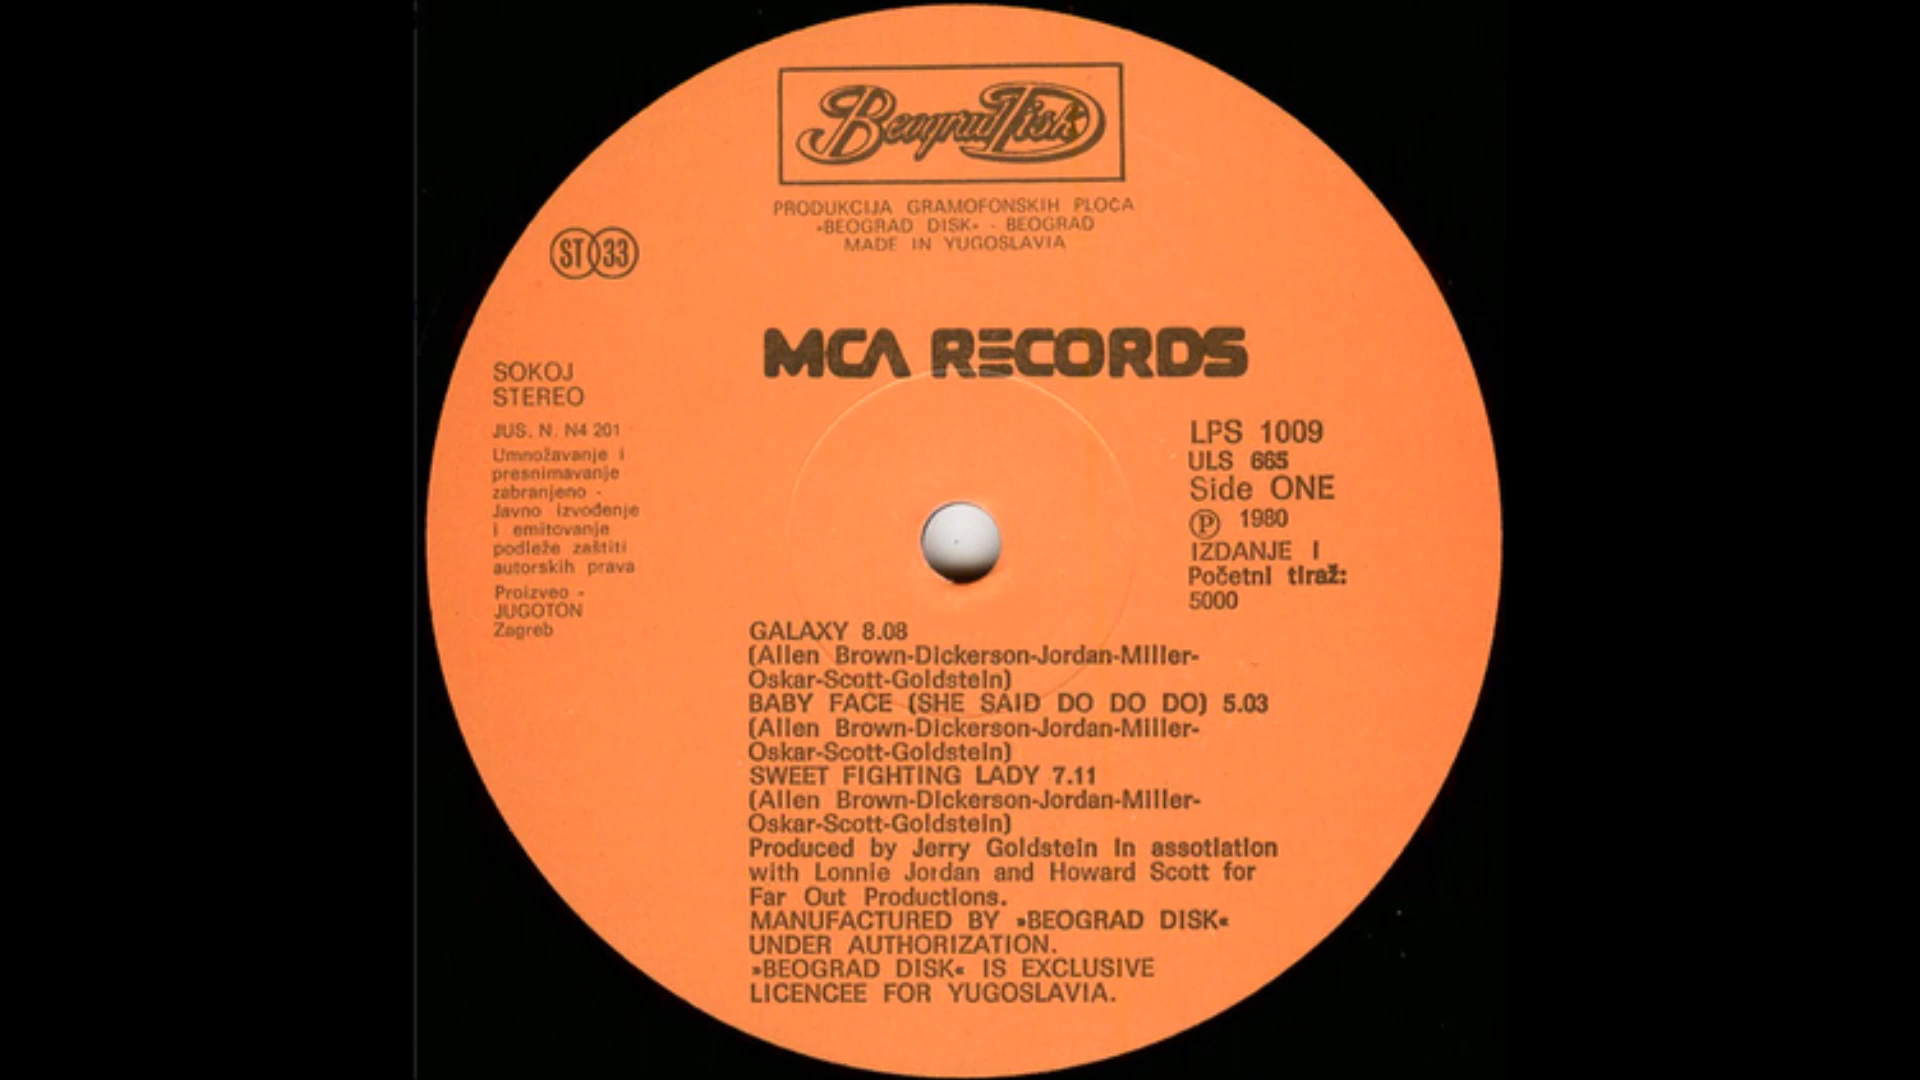 Beograd Disk
PRODUKCIJA GRAMOFONSKIH PLOČA
»BEOGRAD DISK« - BEOGRAD
MADE IN YUGOSLAVIA
ST 33
MCA RECORDS
SOKOJ
STEREO
JUS. N. N4 201
Umnožavanje i
presnimavanje
zabranjeno -
Javno izvođenje
i emitovanje
podleže zaštiti
autorskih prava
Proizveo -
JUGOTON
Zagreb
LPS 1009
ULS 665
Side ONE
℗ 1980
IZDANJE I
Početni tiraž:
5000
GALAXY 8.08
(Allen Brown-Dickerson-Jordan-Miller-
Oskar-Scott-Goldstein)
BABY FACE (SHE SAID DO DO DO) 5.03
(Allen Brown-Dickerson-Jordan-Miller-
Oskar-Scott-Goldstein)
SWEET FIGHTING LADY 7.11
(Allen Brown-Dickerson-Jordan-Miller-
Oskar-Scott-Goldstein)
Produced by Jerry Goldstein in assotiation
with Lonnie Jordan and Howard Scott for
Far Out Productions.
MANUFACTURED BY »BEOGRAD DISK«
UNDER AUTHORIZATION.
»BEOGRAD DISK« IS EXCLUSIVE
LICENCEE FOR YUGOSLAVIA.